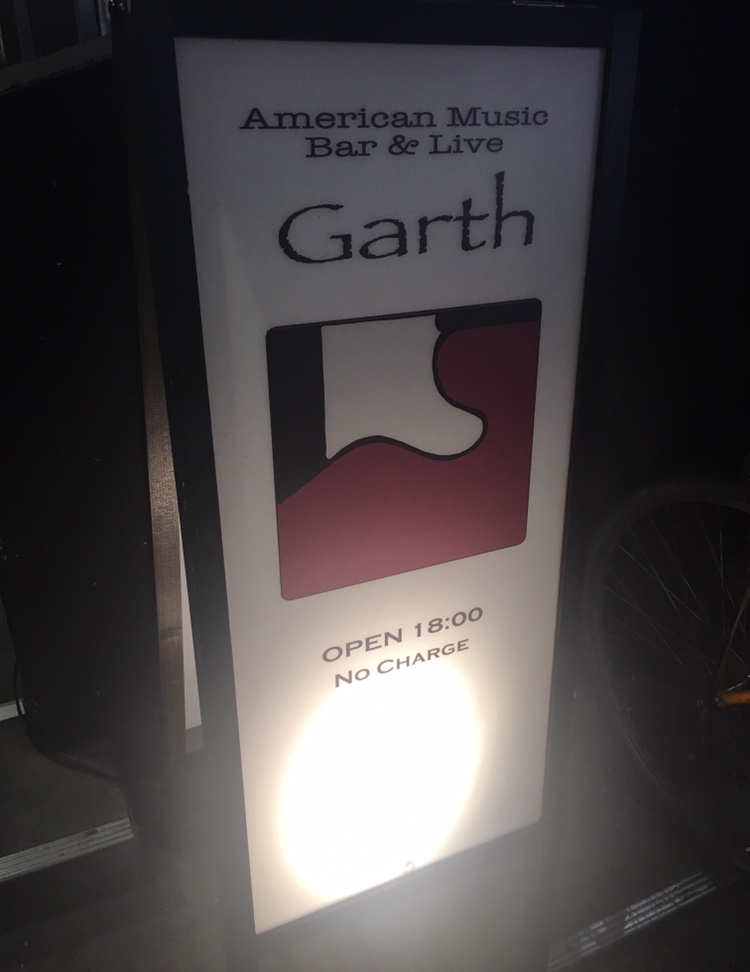 American Music
Bar & Live
Garth
OPEN 18:00
No Charge